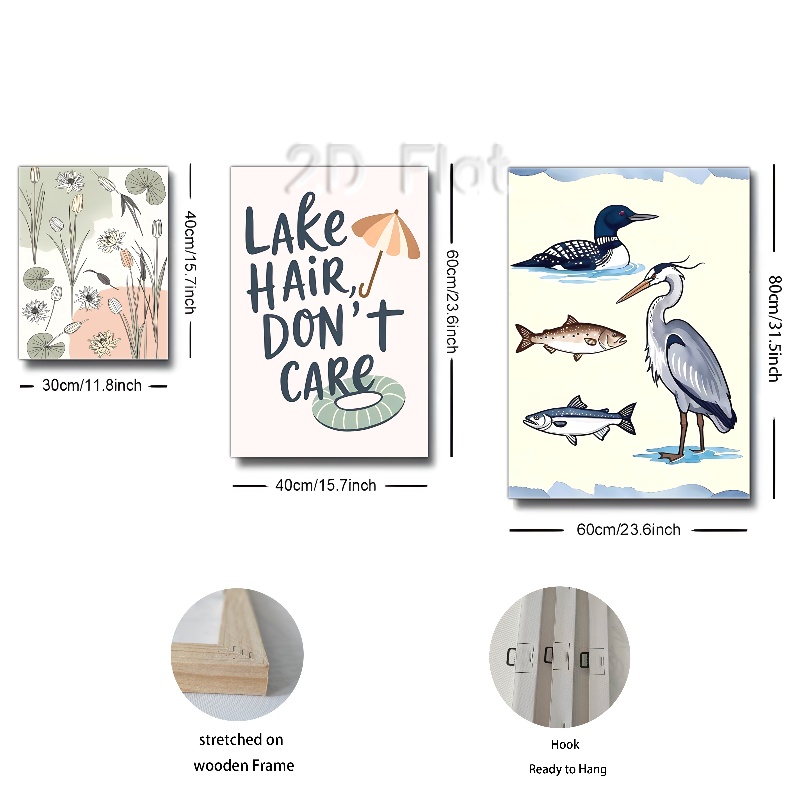 2D Flat
LAke
HAiR,
DON'T
CARe
40cm/15.7inch
30cm/11.8inch
60cm/23.6inch
40cm/15.7inch
80cm/31.5inch
60cm/23.6inch
stretched on
wooden Frame
Hook
Ready to Hang